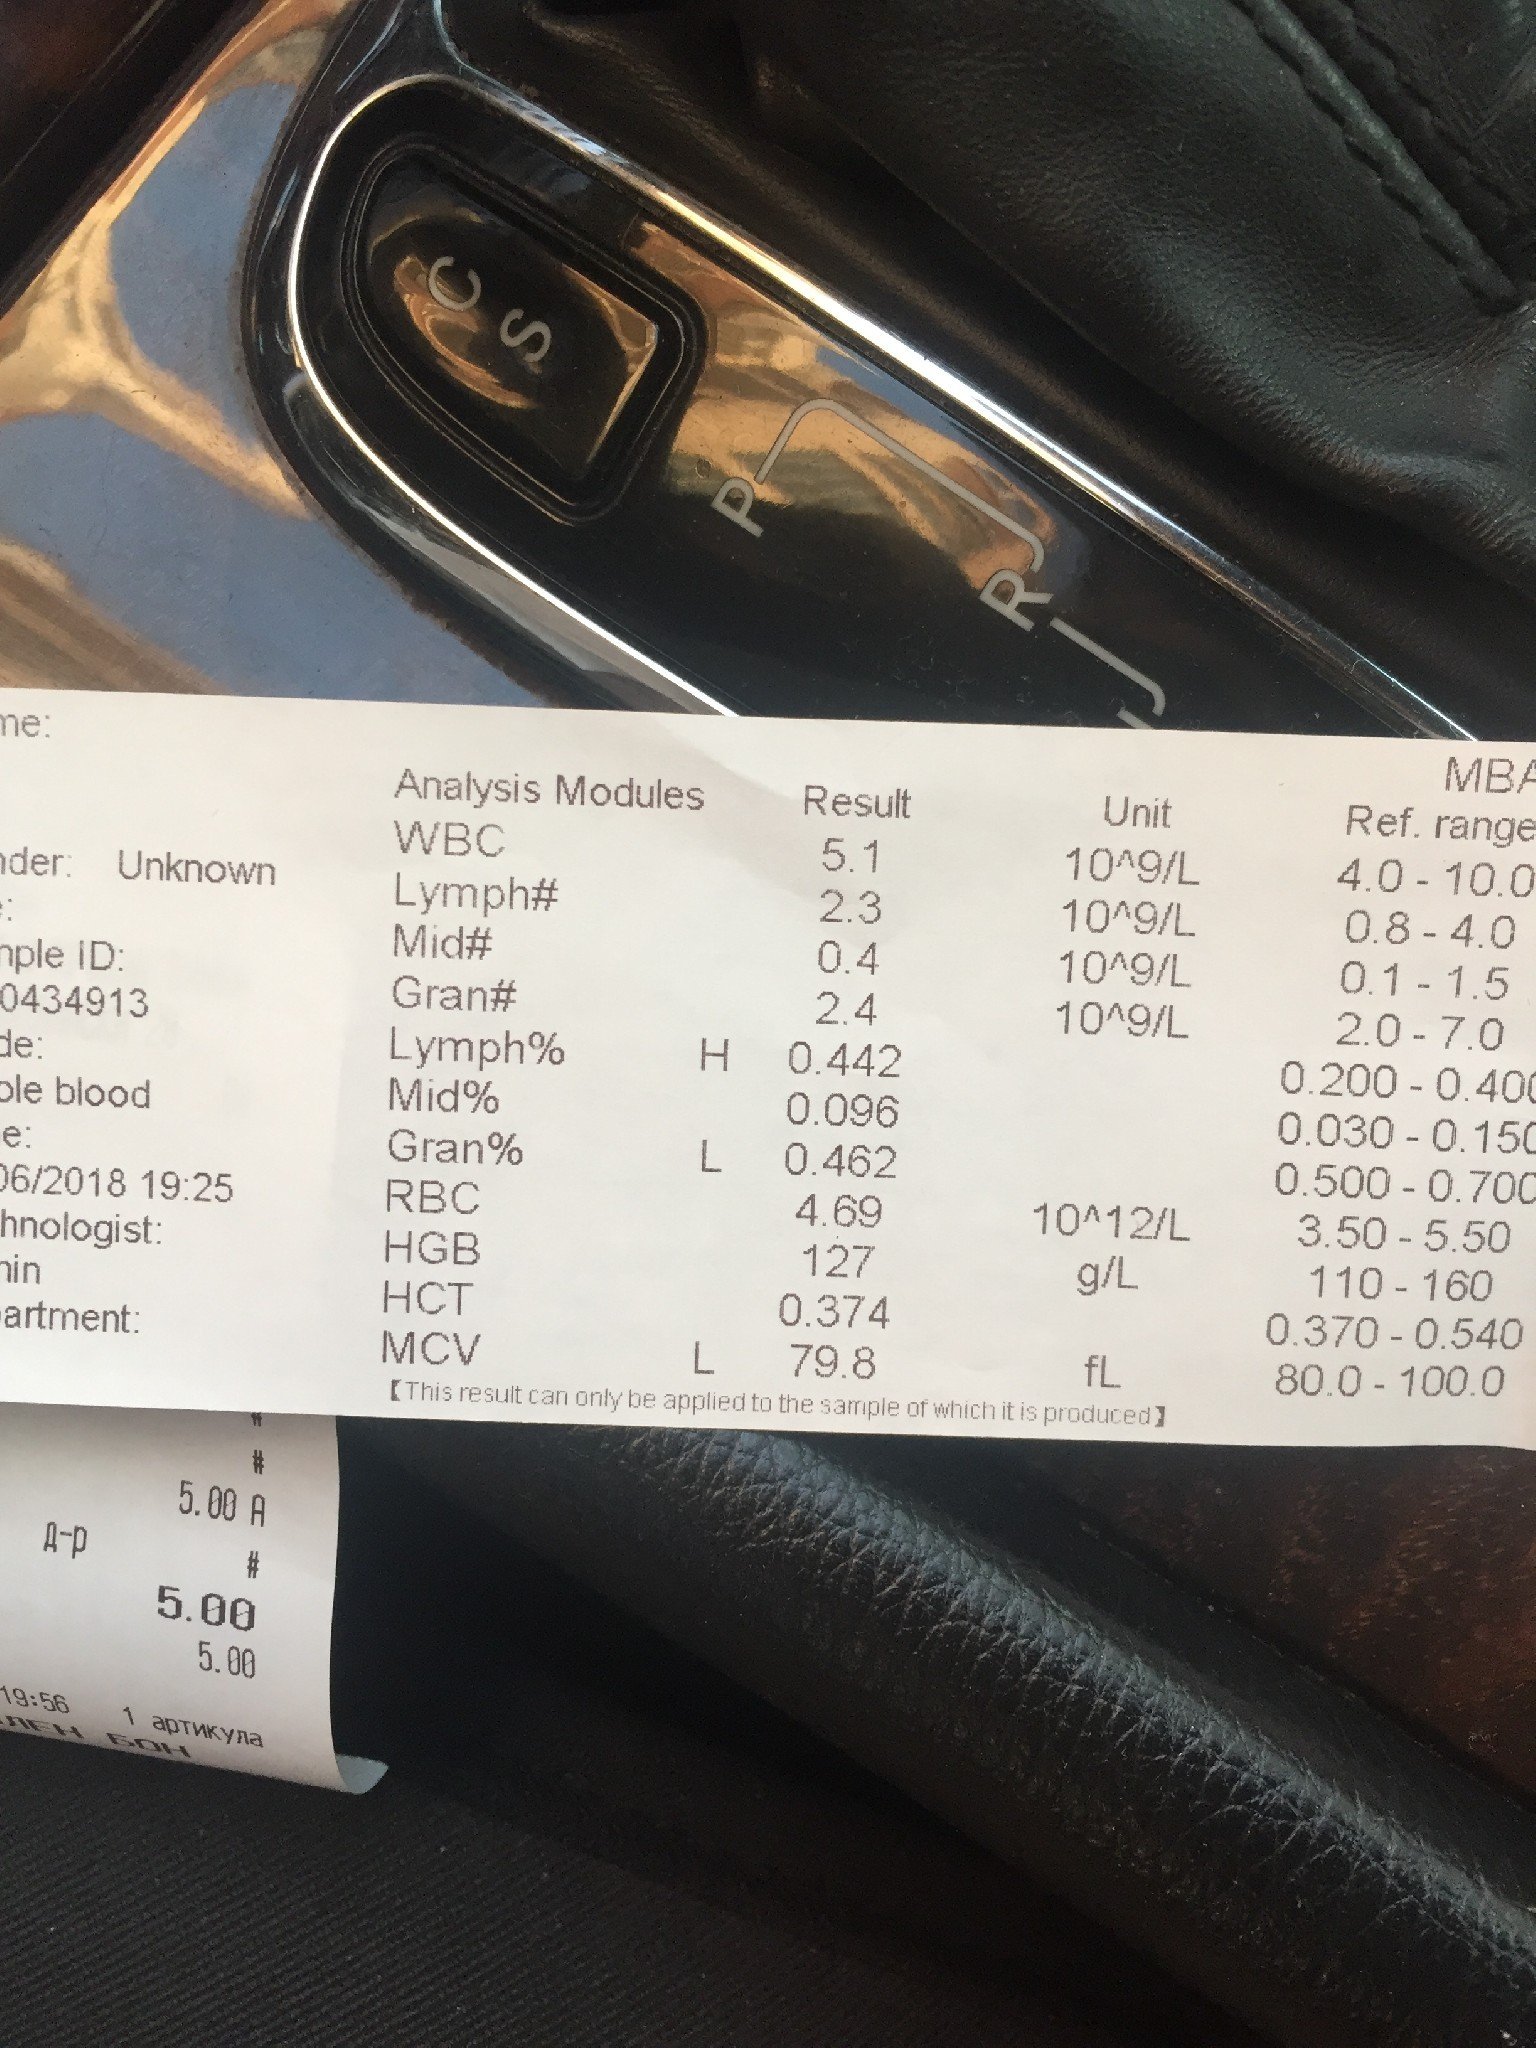 C
S
P
R
MBA
Analysis Modules Result Unit Ref. range
WBC 5.1 10^9/L 4.0 - 10.0
Lymph# 2.3 10^9/L 0.8 - 4.0
Mid# 0.4 10^9/L 0.1 - 1.5
Gran# 2.4 10^9/L 2.0 - 7.0
Lymph% H 0.442 0.200 - 0.400
Mid% 0.096 0.030 - 0.150
Gran% L 0.462 0.500 - 0.700
RBC 4.69 10^12/L 3.50 - 5.50
HGB 127 g/L 110 - 160
HCT 0.374 0.370 - 0.540
MCV L 79.8 fL 80.0 - 100.0
【This result can only be applied to the sample of which it is produced】
me:
nder: Unknown
e:
mple ID:
0434913
de:
ole blood
e:
06/2018 19:25
chnologist:
min
partment:
#
#
5.00 А
д-р
#
5.00
5.00
19:56 1 артикула
БОН